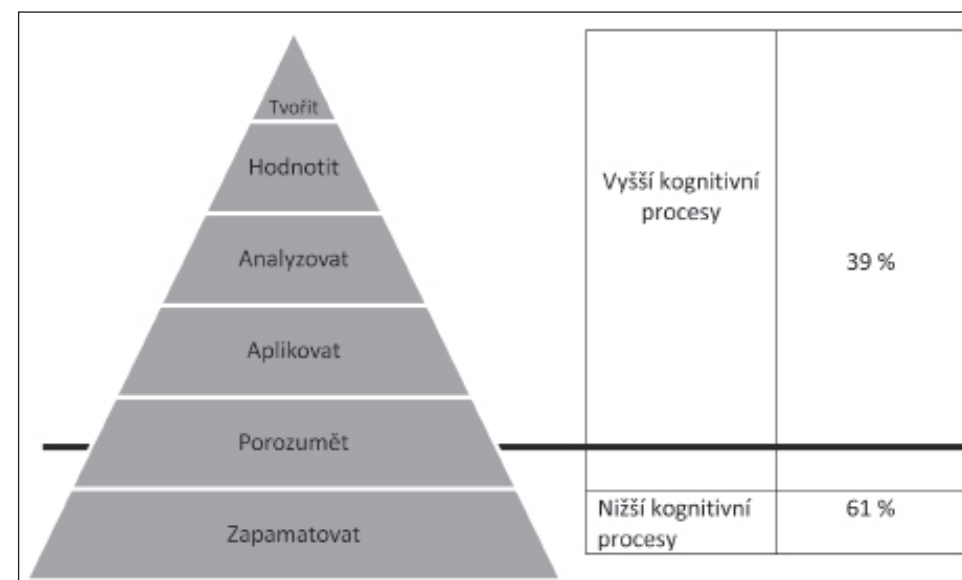 Tvořit
Hodnotit
Analyzovat
Aplikovat
Porozumět
Zapamatovat
Vyšší kognitivní
procesy
39 %
Nižší kognitivní
procesy
61 %